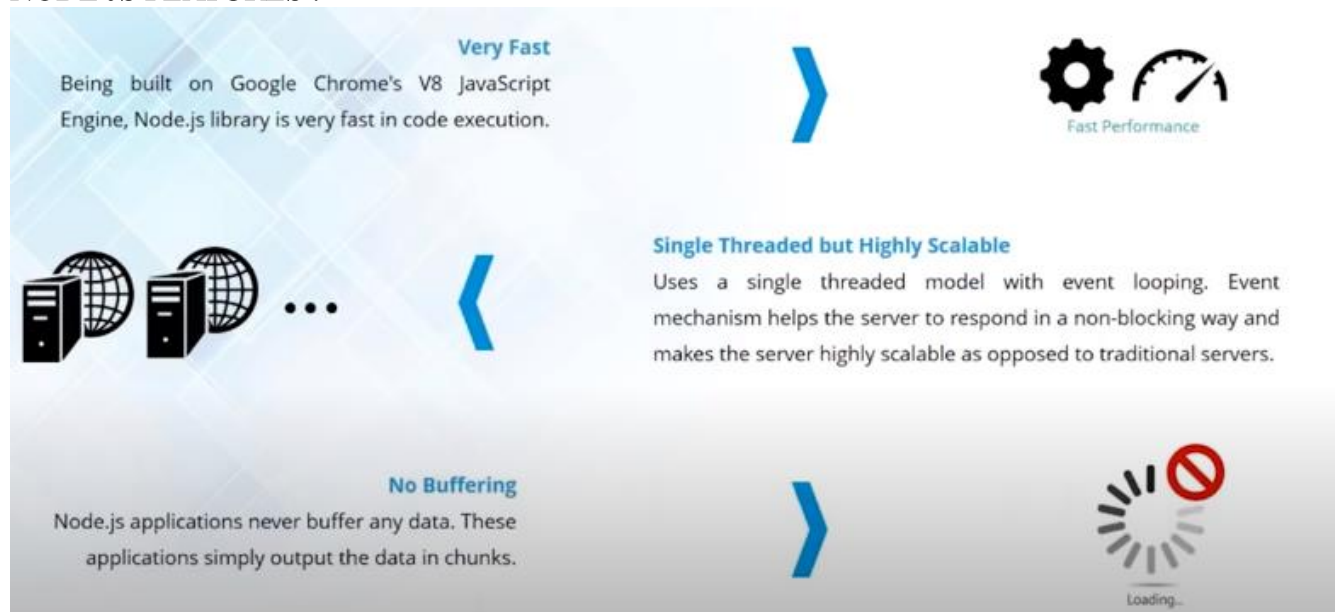 Very Fast
Being built on Google Chrome's V8 JavaScript
Engine, Node.js library is very fast in code execution.
Fast Performance
Single Threaded but Highly Scalable
Uses a single threaded model with event looping. Event
mechanism helps the server to respond in a non-blocking way and
makes the server highly scalable as opposed to traditional servers.
No Buffering
Node.js applications never buffer any data. These
applications simply output the data in chunks.
Loading...